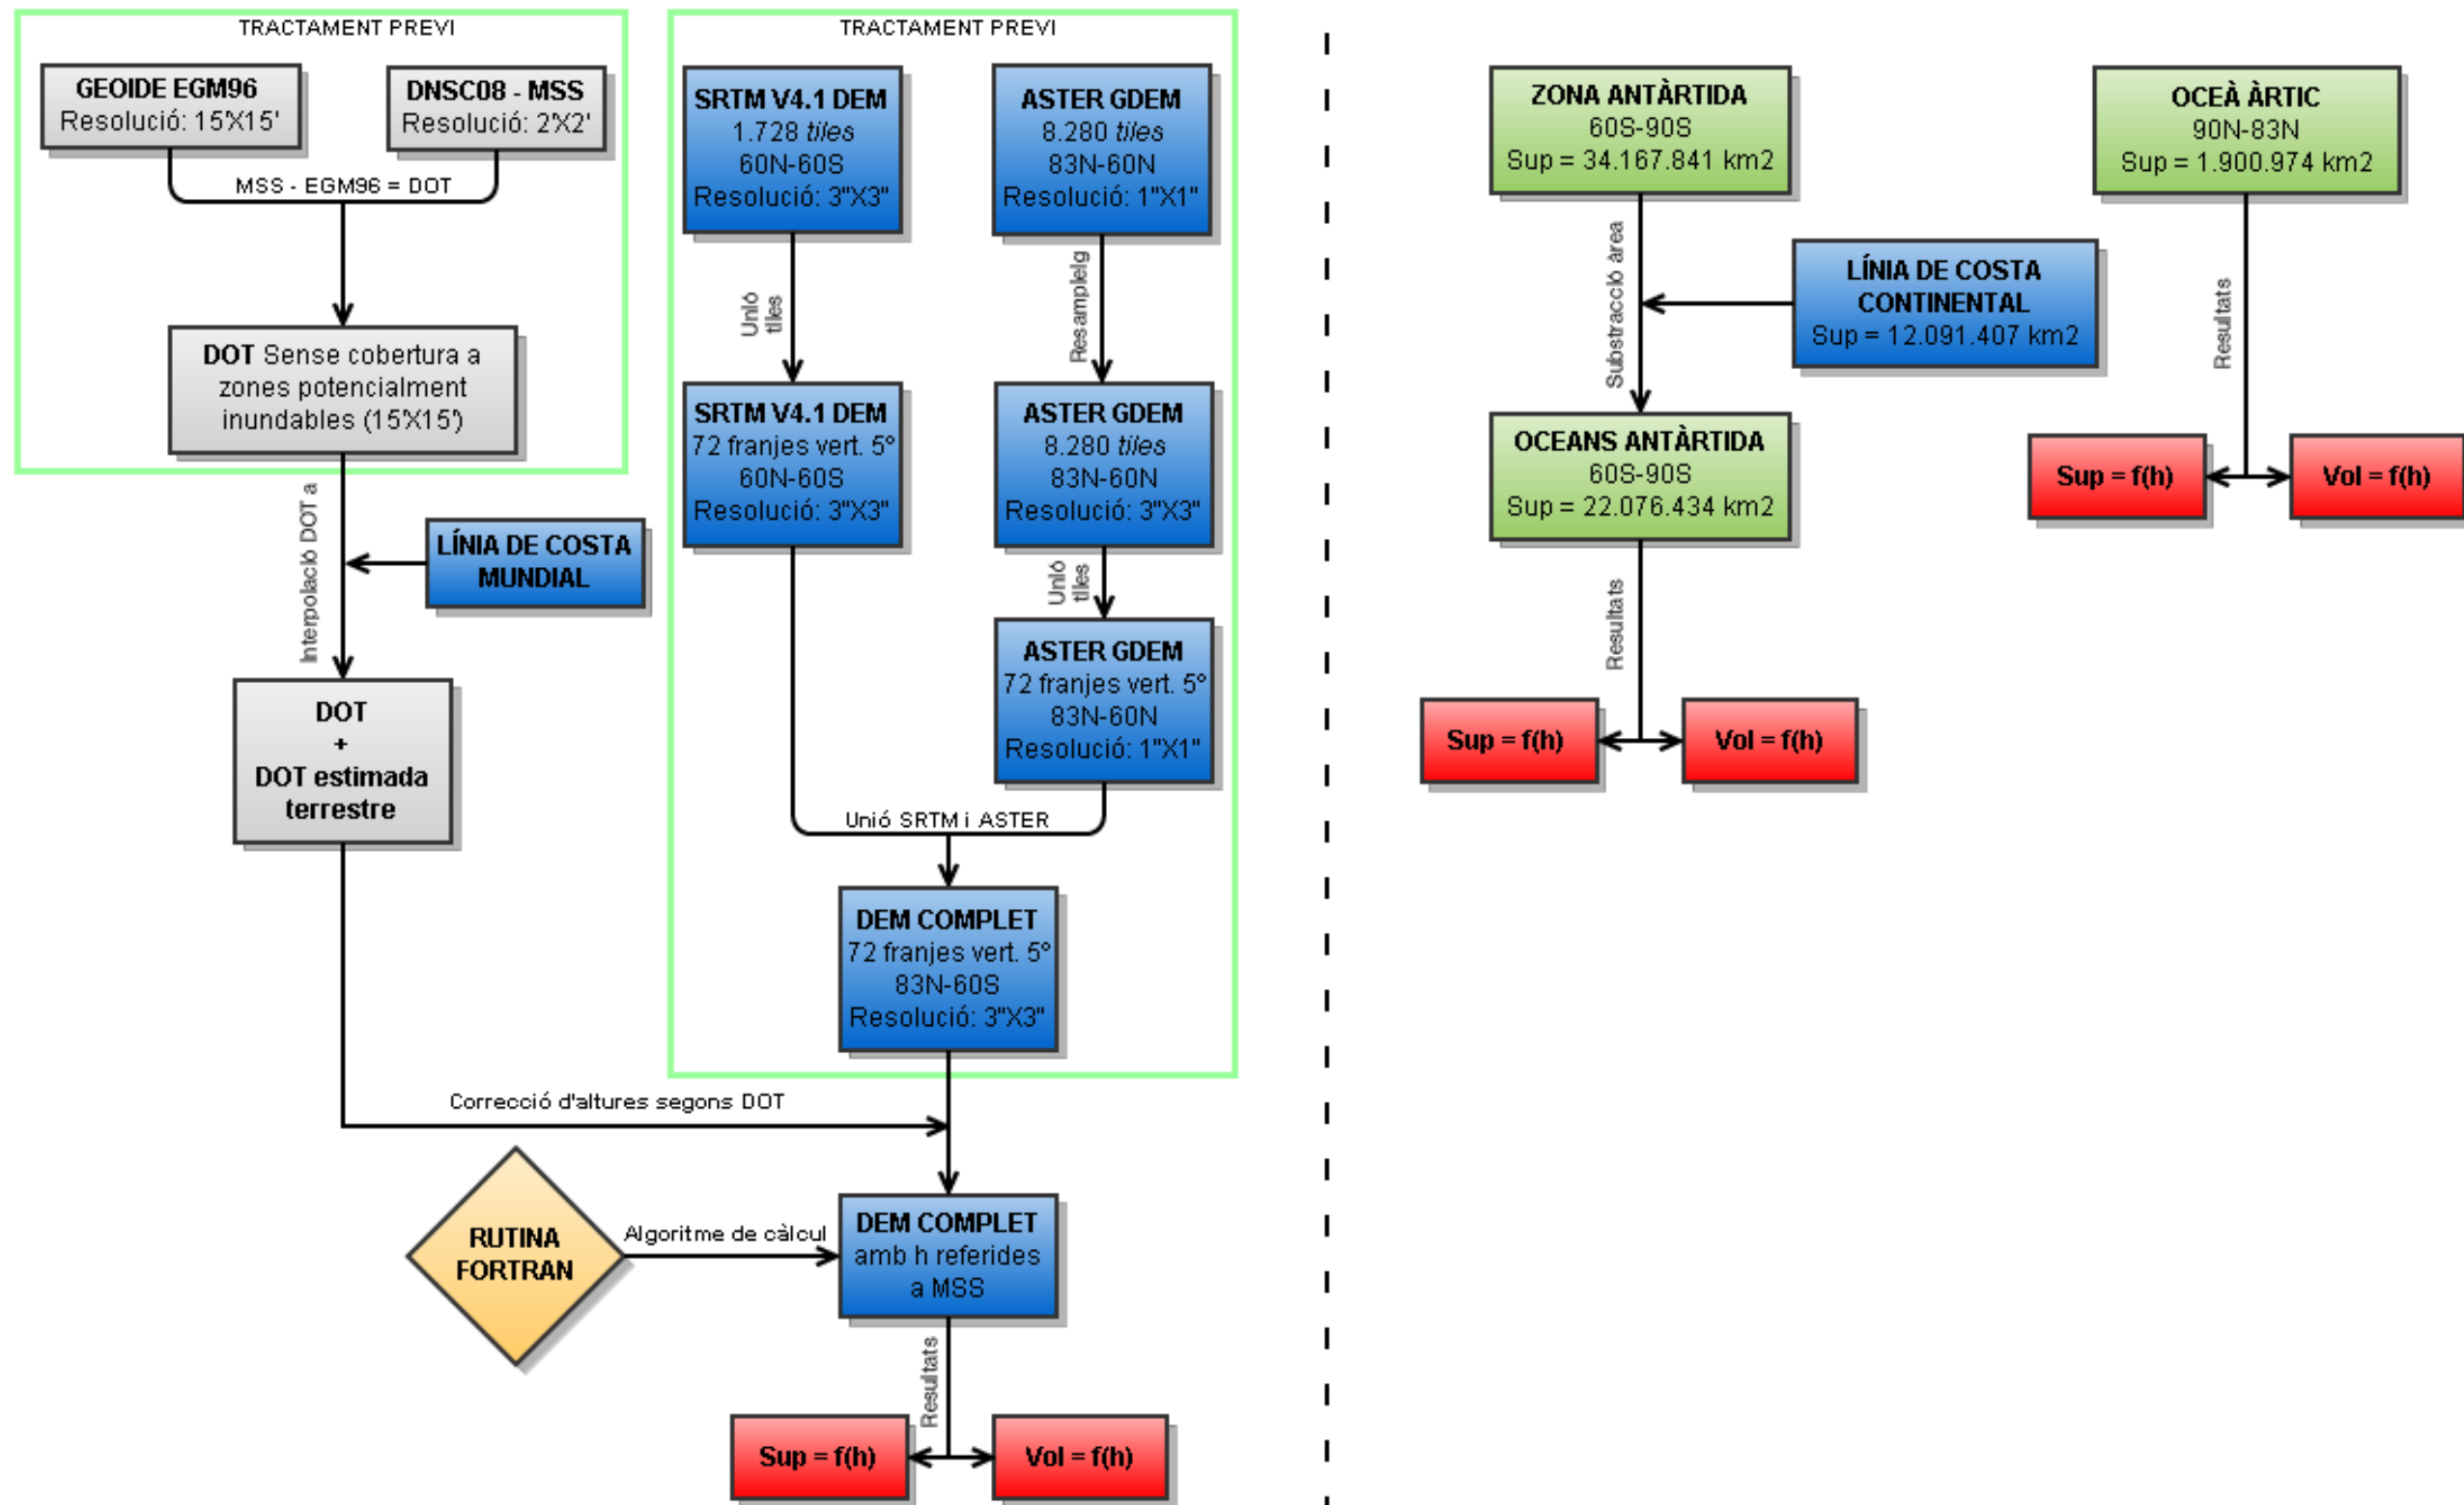 TRACTAMENT PREVI
GEOIDE EGM96
Resolució: 15'X15'
DNSC08 - MSS
Resolució: 2'X2'
MSS - EGM96 = DOT
DOT Sense cobertura a
zones potencialment
inundables (15'X15')
Interpolació DOT a
LÍNIA DE COSTA
MUNDIAL
DOT
+
DOT estimada
terrestre
TRACTAMENT PREVI
SRTM V4.1 DEM
1.728 tiles
60N-60S
Resolució: 3"X3"
ASTER GDEM
8.280 tiles
83N-60N
Resolució: 1"X1"
Unió
tiles
Resamplelg
SRTM V4.1 DEM
72 franjes vert. 5º
60N-60S
Resolució: 3"X3"
ASTER GDEM
8.280 tiles
83N-60N
Resolució: 3"X3"
Unió
tiles
ASTER GDEM
72 franjes vert. 5º
83N-60N
Resolució: 1"X1"
Unió SRTM i ASTER
DEM COMPLET
72 franjes vert. 5º
83N-60S
Resolució: 3"X3"
Correcció d'altures segons DOT
RUTINA
FORTRAN
Algoritme de càlcul
DEM COMPLET
amb h referides
a MSS
Resultats
Sup = f(h)
Vol = f(h)
ZONA ANTÀRTIDA
60S-90S
Sup = 34.167.841 km2
Substracció àrea
LÍNIA DE COSTA
CONTINENTAL
Sup = 12.091.407 km2
OCEANS ANTÀRTIDA
60S-90S
Sup = 22.076.434 km2
Resultats
Sup = f(h)
Vol = f(h)
OCEÀ ÀRTIC
90N-83N
Sup = 1.900.974 km2
Resultats
Sup = f(h)
Vol = f(h)